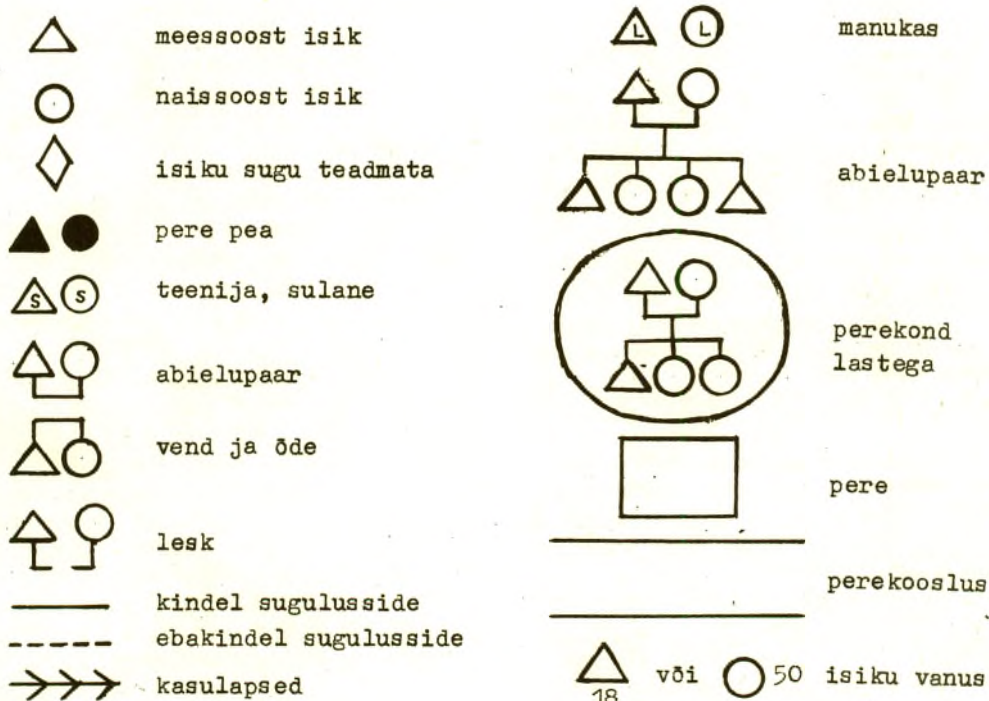 meessoost isik
naissoost isik
isiku sugu teadmata
pere pea
S S teenija, sulane
abielupaar
vend ja õde
lesk
kindel sugulusside
ebakindel sugulusside
kasulapsed
L L manukas
abielupaar
perekond
lastega
pere
perekooslus
18 või 50 isiku vanus